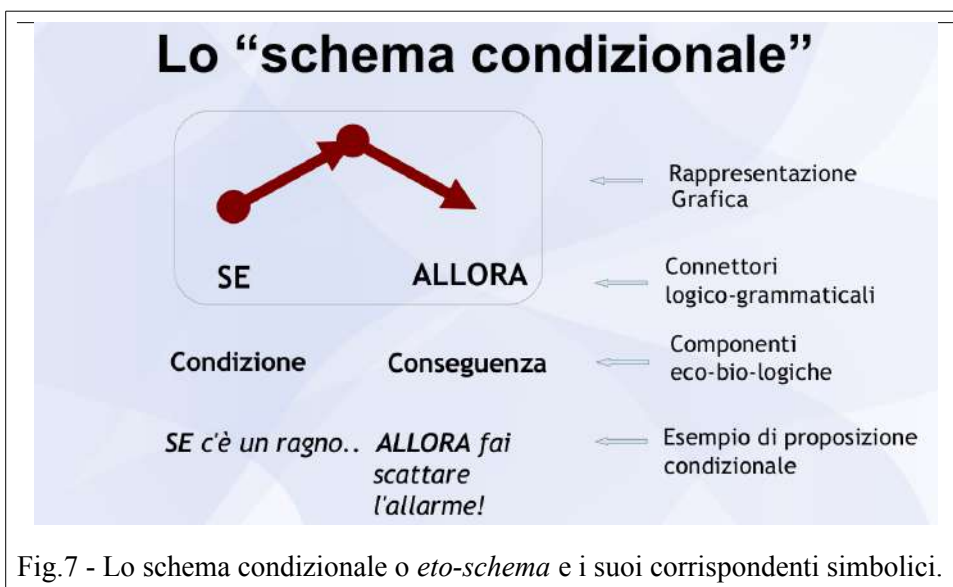 Lo “schema condizionale”
Rappresentazione
Grafica
SE ALLORA
Connettori
logico-grammaticali
Condizione Conseguenza
Componenti
eco-bio-logiche
SE c'è un ragno.. ALLORA fai
scattare
l'allarme!
Esempio di proposizione
condizionale
Fig.7 - Lo schema condizionale o eto-schema e i suoi corrispondenti simbolici.